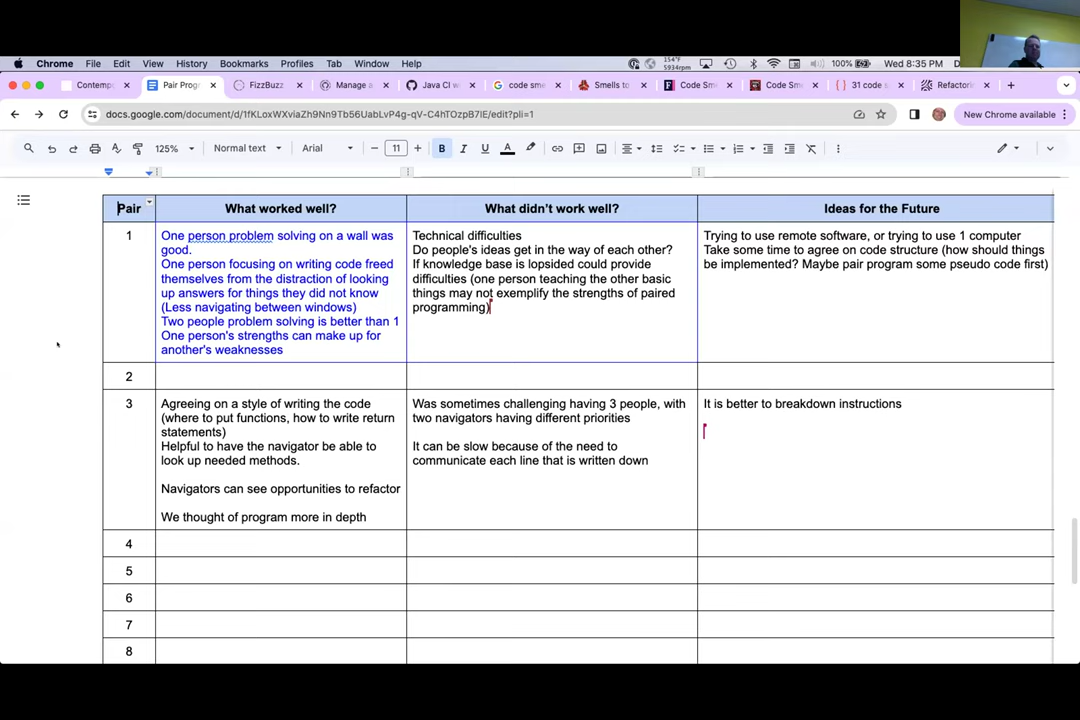 Chrome File Edit View History Bookmarks Profiles Tab Window Help 154°F 5934rpm 100% Wed 8:35 PM
Contemp Pair Prog FizzBuzz Manage a Java CI w code sme Smells to Code Sm Code Sm 31 code s Refactorin
docs.google.com/document/d/1fKLoxWXviaZh9Nn9Tb56UabLvP4g-qV-C4hTOzpB7lE/edit?pli=1 New Chrome available
125% Normal text Arial 11 B I U A
Pair What worked well? What didn't work well? Ideas for the Future
1
One person problem solving on a wall was
good.
One person focusing on writing code freed
themselves from the distraction of looking
up answers for things they did not know
(Less navigating between windows)
Two people problem solving is better than 1
One person's strengths can make up for
another's weaknesses
Technical difficulties
Do people's ideas get in the way of each other?
If knowledge base is lopsided could provide
difficulties (one person teaching the other basic
things may not exemplify the strengths of paired
programming)
Trying to use remote software, or trying to use 1 computer
Take some time to agree on code structure (how should things
be implemented? Maybe pair program some pseudo code first)
2
3
Agreeing on a style of writing the code
(where to put functions, how to write return
statements)
Helpful to have the navigator be able to
look up needed methods.
Navigators can see opportunities to refactor
We thought of program more in depth
Was sometimes challenging having 3 people, with
two navigators having different priorities
It can be slow because of the need to
communicate each line that is written down
It is better to breakdown instructions
4
5
6
7
8